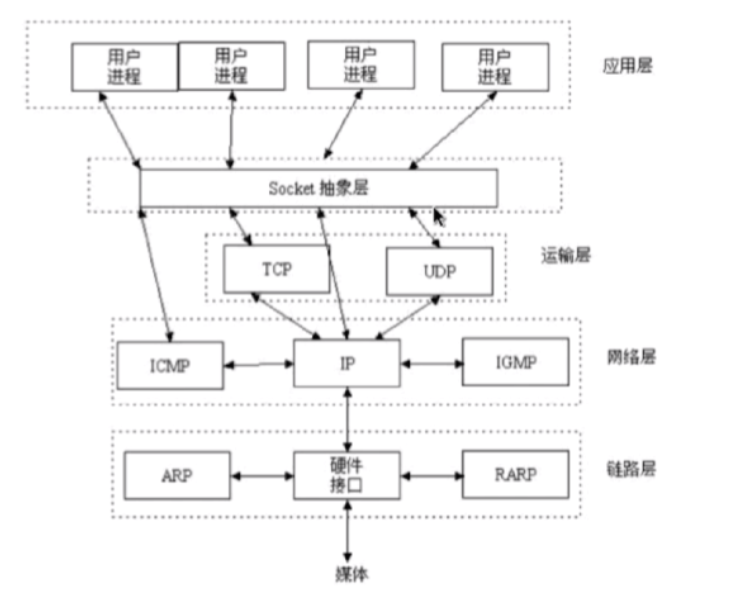 用户 用户 用户 用户
进程 进程 进程 进程
应用层
Socket 抽象层
运输层
TCP
UDP
ICMP
IP
IGMP
网络层
ARP
硬件
接口
RARP
链路层
媒体